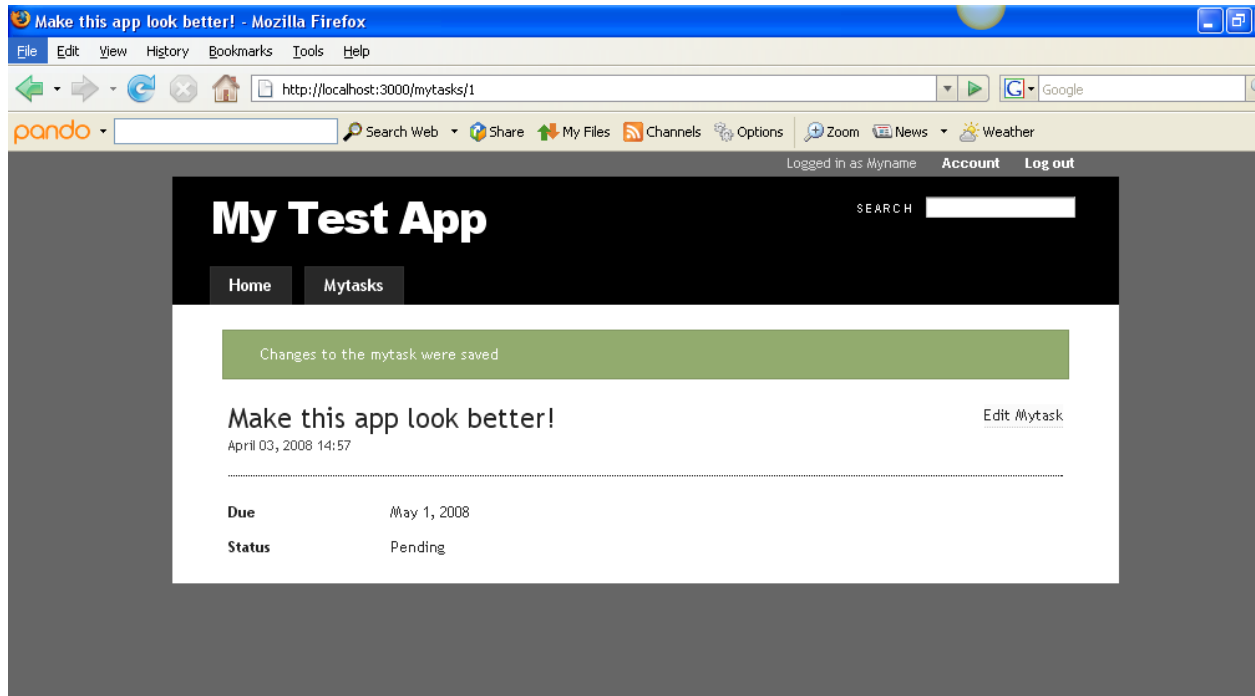 Make this app look better! - Mozilla Firefox
File Edit View History Bookmarks Tools Help
http://localhost:3000/mytasks/1 G Google
pando Search Web Share My Files Channels Options Zoom News Weather
Logged in as Myname Account Log out
My Test App SEARCH
Home Mytasks
Changes to the mytask were saved
Make this app look better! Edit Mytask
April 03, 2008 14:57
Due May 1, 2008
Status Pending